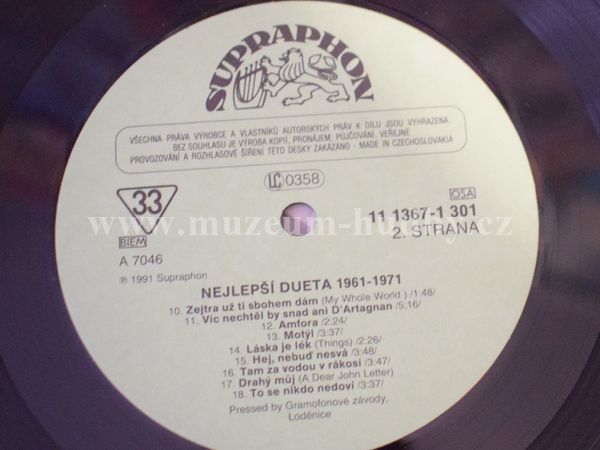 SUPRAPHON
VŠECHNA PRÁVA VÝROBCE A VLASTNÍKŮ AUTORSKÝCH PRÁV K DÍLU JSOU VYHRAZENA.
BEZ SOUHLASU JE VÝROBA KOPIÍ, PRONÁJEM, PŮJČOVÁNÍ, VEŘEJNÉ
PROVOZOVÁNÍ A ROZHLASOVÉ ŠÍŘENÍ TÉTO DESKY ZAKÁZÁNO - MADE IN CZECHOSLOVAKIA
LC 0358
33
BIEM
OSA
11 1367-1 301
2. STRANA
www.muzeum-hudby.cz
A 7046
℗ 1991 Supraphon
NEJLEPŠÍ DUETA 1961-1971
10. Zejtra už ti sbohem dám (My Whole World ) /1:48/
11. Víc nechtěl by snad ani D'Artagnan /5:16/
12. Amfora /2:24/
13. Motýl /3:37/
14. Láska je lék (Things) /2:26/
15. Hej, nebuď nesvá /3:48/
16. Tam za vodou v rákosí /3:47/
17. Drahý můj (A Dear John Letter)
18. To se nikdo nedoví /3:37/
Pressed by Gramofonové závody,
Loděnice